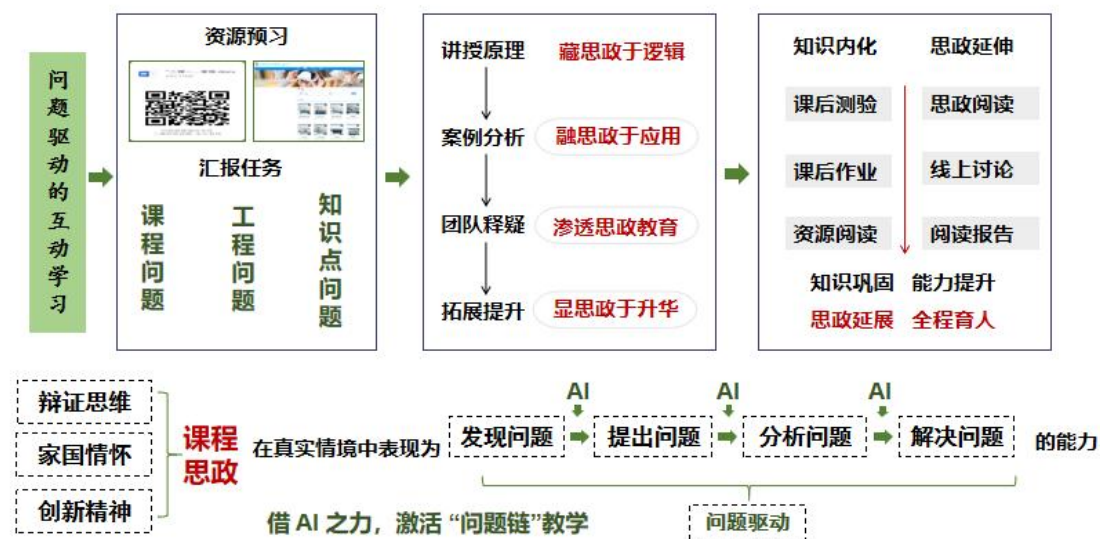 问题驱动的互动学习
资源预习
汇报任务
课程问题
工程问题
知识点问题
讲授原理
藏思政于逻辑
案例分析
融思政于应用
团队释疑
渗透思政教育
拓展提升
显思政于升华
知识内化
思政延伸
课后测验
思政阅读
课后作业
线上讨论
资源阅读
阅读报告
知识巩固 能力提升
思政延展 全程育人
辩证思维
家国情怀
创新精神
课程
思政
在真实情境中表现为
AI
AI
AI
发现问题
提出问题
分析问题
解决问题
的能力
借 AI 之力，激活 “问题链”教学
问题驱动